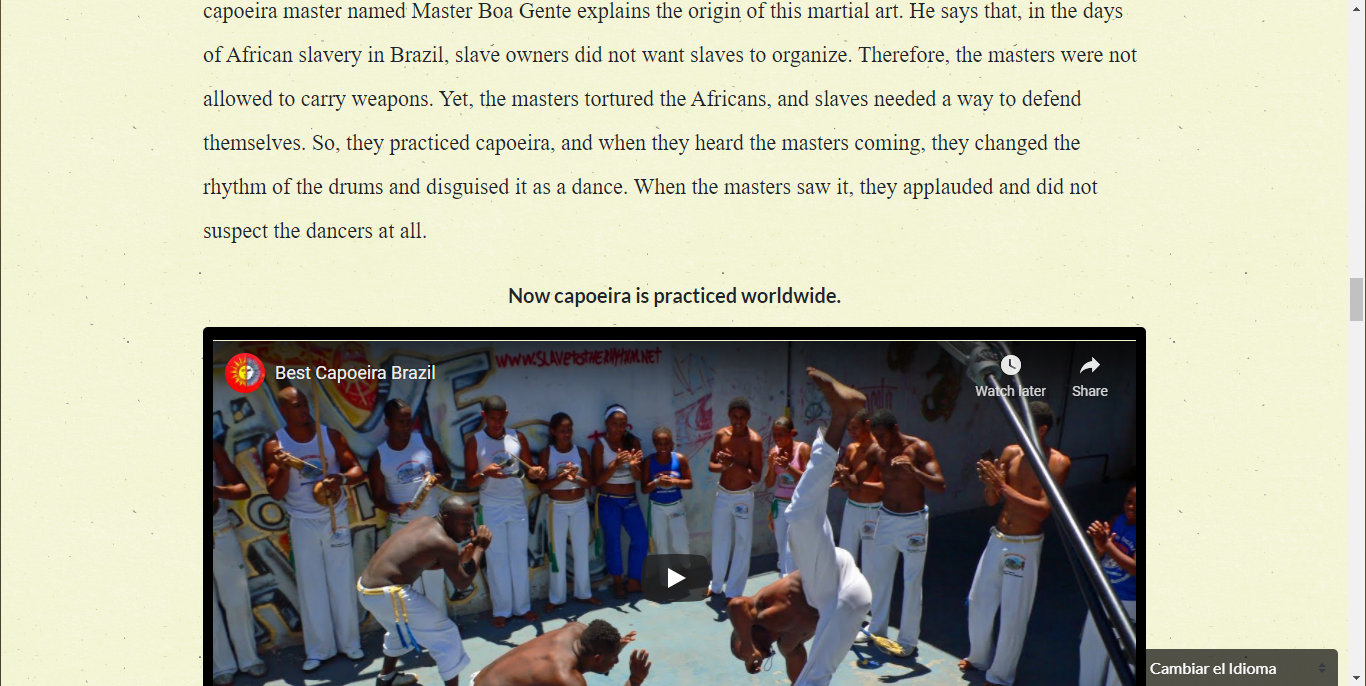 capoeira master named Master Boa Gente explains the origin of this martial art. He says that, in the days
of African slavery in Brazil, slave owners did not want slaves to organize. Therefore, the masters were not
allowed to carry weapons. Yet, the masters tortured the Africans, and slaves needed a way to defend
themselves. So, they practiced capoeira, and when they heard the masters coming, they changed the
rhythm of the drums and disguised it as a dance. When the masters saw it, they applauded and did not
suspect the dancers at all.
Now capoeira is practiced worldwide.
WWW.SLAVETOTHERHYTHM.NET
Best Capoeira Brazil
Watch later
Share
Cambiar el Idioma